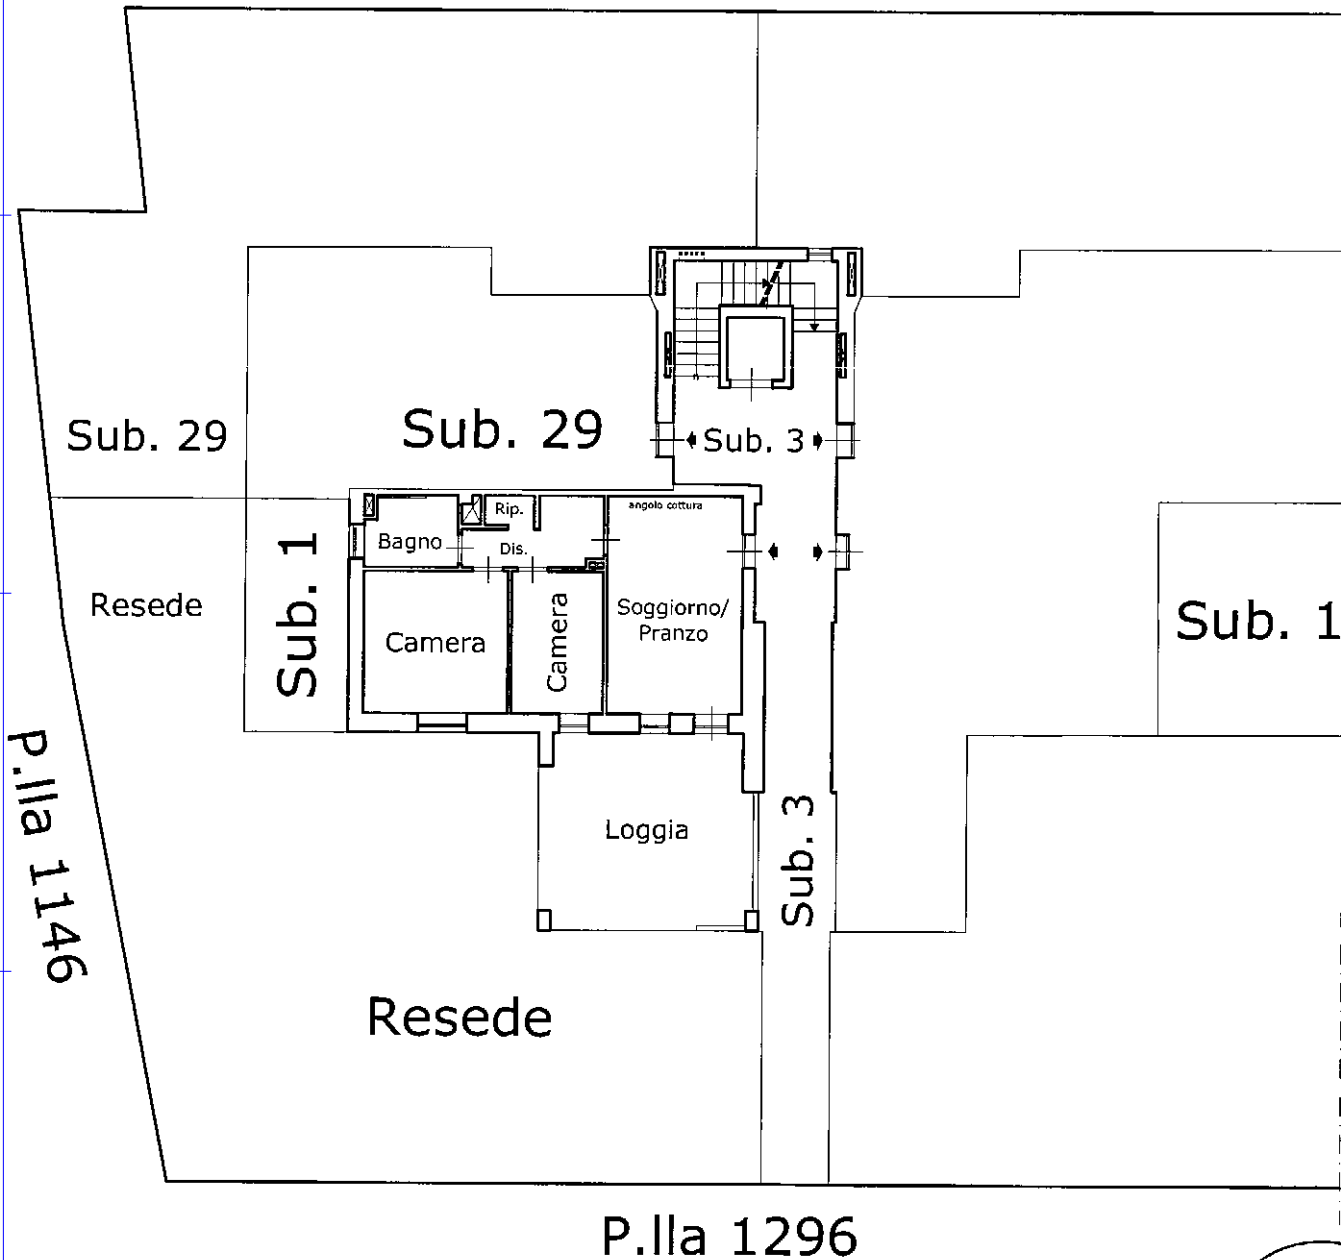 Sub. 29
Sub. 29
Sub. 3
Rip.
angolo cottura
Bagno
Dis.
Sub. 1
Resede
Camera
Camera
Soggiorno/
Pranzo
Sub. 1
P.lla 1146
Loggia
Sub. 3
Resede
P.lla 1296